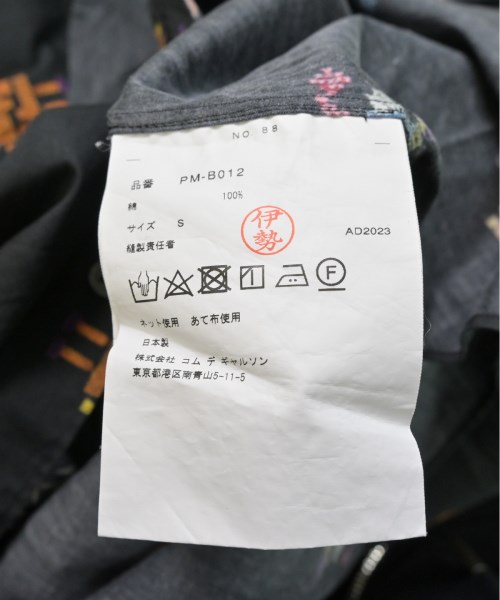 NO 88
品番 PM-B012
綿 100%
サイズ S
縫製責任者 伊勢 AD2023
F
ネット使用 あて布使用
日本製
株式会社 コム デ ギャルソン
東京都港区南青山5-11-5